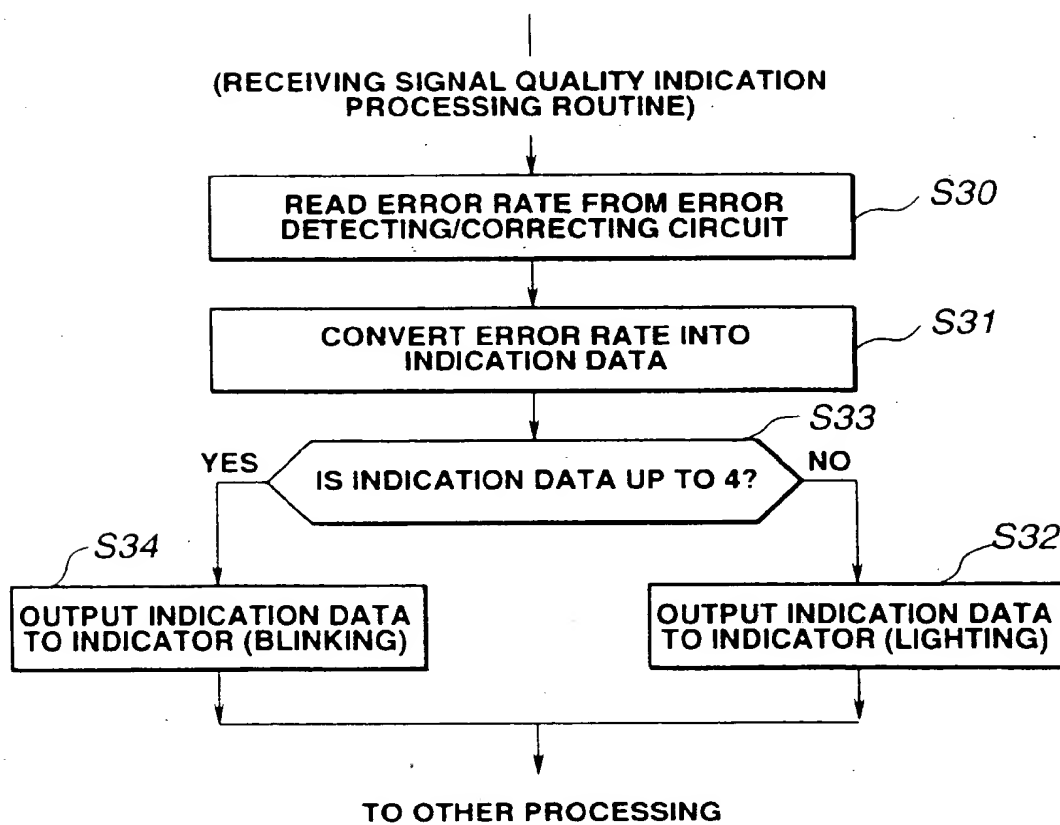 (RECEIVING SIGNAL QUALITY INDICATION
PROCESSING ROUTINE)
READ ERROR RATE FROM ERROR
DETECTING/CORRECTING CIRCUIT
S30
CONVERT ERROR RATE INTO
INDICATION DATA
S31
S33
YES
IS INDICATION DATA UP TO 4?
NO
S34
OUTPUT INDICATION DATA
TO INDICATOR (BLINKING)
S32
OUTPUT INDICATION DATA
TO INDICATOR (LIGHTING)
TO OTHER PROCESSING